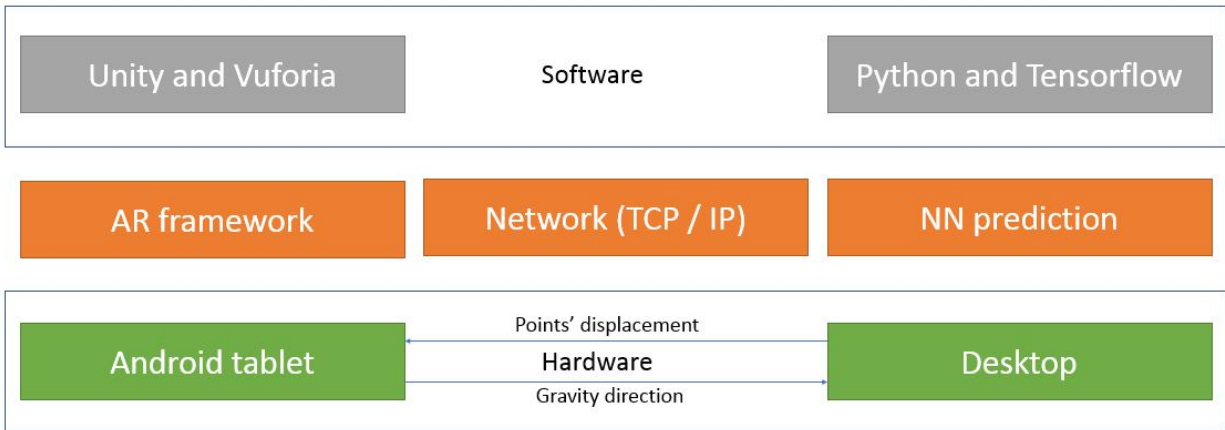 Unity and Vuforia
Software
Python and Tensorflow
AR framework
Network (TCP / IP)
NN prediction
Android tablet
Points’ displacement
Hardware
Gravity direction
Desktop